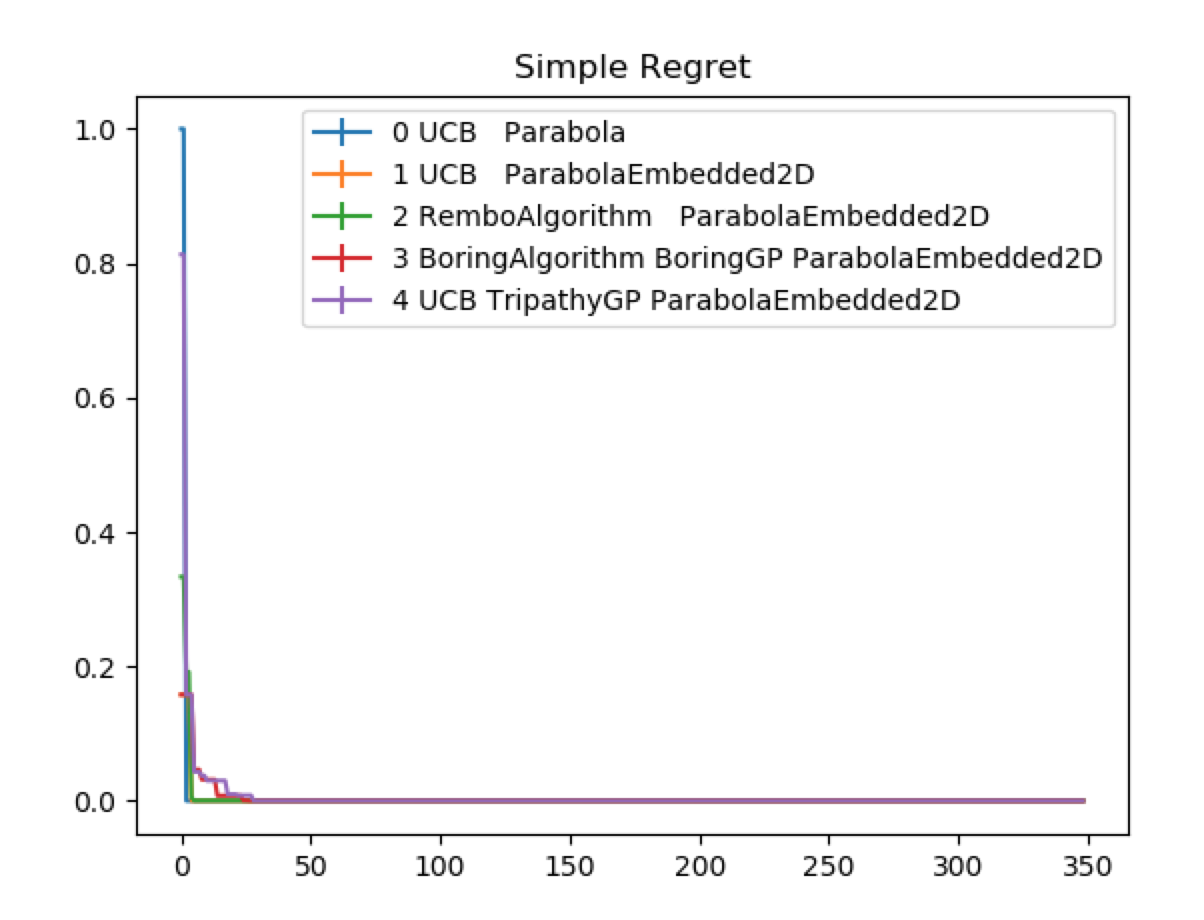 Simple Regret
1.0
0.8
0.6
0.4
0.2
0.0
0 UCB   Parabola
1 UCB   ParabolaEmbedded2D
2 RemboAlgorithm   ParabolaEmbedded2D
3 BoringAlgorithm BoringGP ParabolaEmbedded2D
4 UCB TripathyGP ParabolaEmbedded2D
0 50 100 150 200 250 300 350